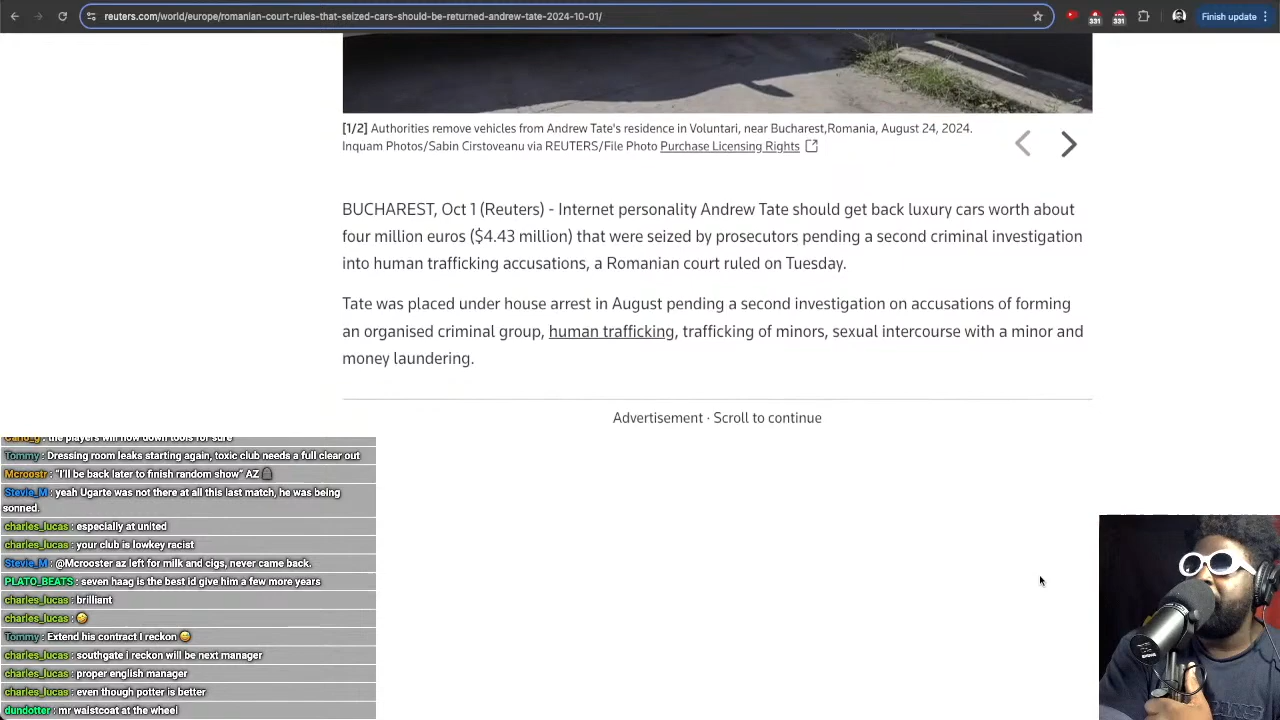 reuters.com/world/europe/romanian-court-rules-that-seized-cars-should-be-returned-andrew-tate-2024-10-01/
331
331
Finish update
[1/2] Authorities remove vehicles from Andrew Tate's residence in Voluntari, near Bucharest,Romania, August 24, 2024.
Inquam Photos/Sabin Cirstoveanu via REUTERS/File Photo Purchase Licensing Rights
BUCHAREST, Oct 1 (Reuters) - Internet personality Andrew Tate should get back luxury cars worth about
four million euros ($4.43 million) that were seized by prosecutors pending a second criminal investigation
into human trafficking accusations, a Romanian court ruled on Tuesday.
Tate was placed under house arrest in August pending a second investigation on accusations of forming
an organised criminal group, human trafficking, trafficking of minors, sexual intercourse with a minor and
money laundering.
Advertisement · Scroll to continue
the players will now down tools for sure
Tommy : Dressing room leaks starting again, toxic club needs a full clear out
Mcroostr : "I'll be back later to finish random show" AZ
Stevie_M : yeah Ugarte was not there at all this last match, he was being
sonned.
charles_lucas : especially at united
charles_lucas : your club is lowkey racist
Stevie_M : @Mcrooster az left for milk and cigs, never came back.
PLATO_BEATS : seven haag is the best id give him a few more years
charles_lucas : brilliant
charles_lucas : 🤣
Tommy : Extend his contract I reckon 😄
charles_lucas : southgate i reckon will be next manager
charles_lucas : proper english manager
charles_lucas : even though potter is better
dundotter : mr waistcoat at the wheel